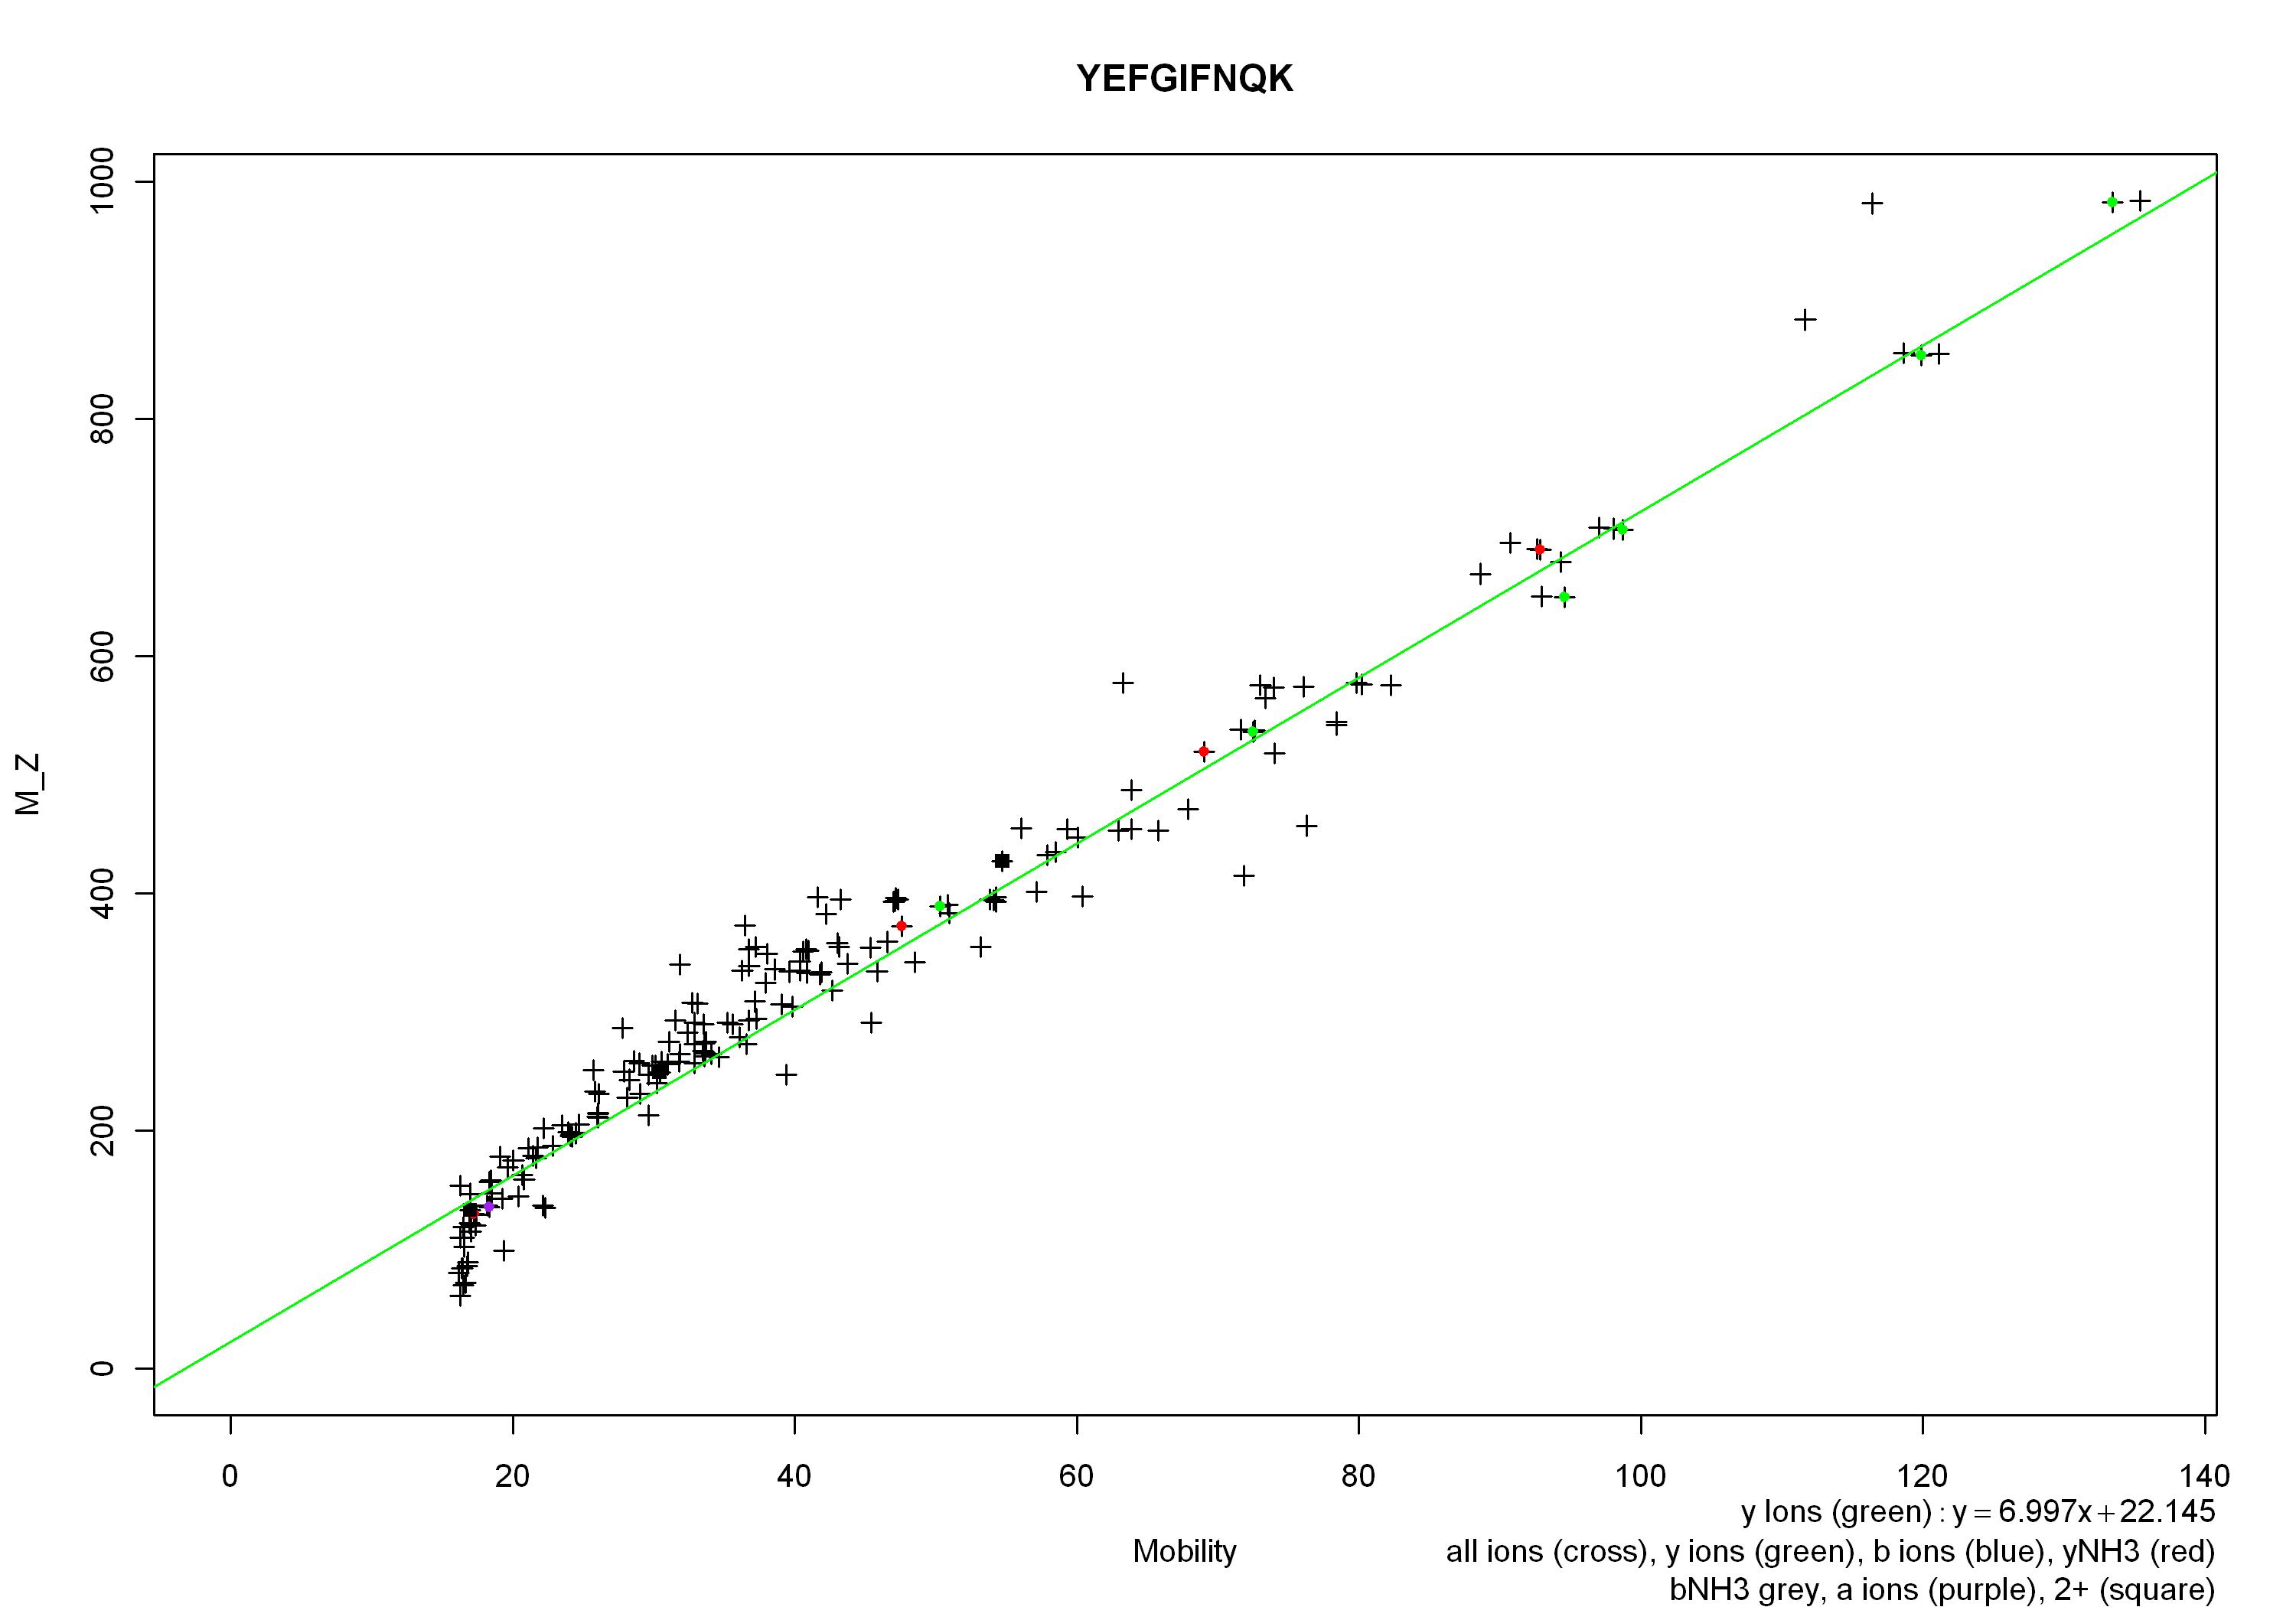 YEFGIFNQK
1000
800
600
400
200
0
M_Z
0 20 40 60 80 100 120 140
y Ions (green) : y = 6.997x + 22.145
Mobility
all ions (cross), y ions (green), b ions (blue), yNH3 (red)
bNH3 grey, a ions (purple), 2+ (square)